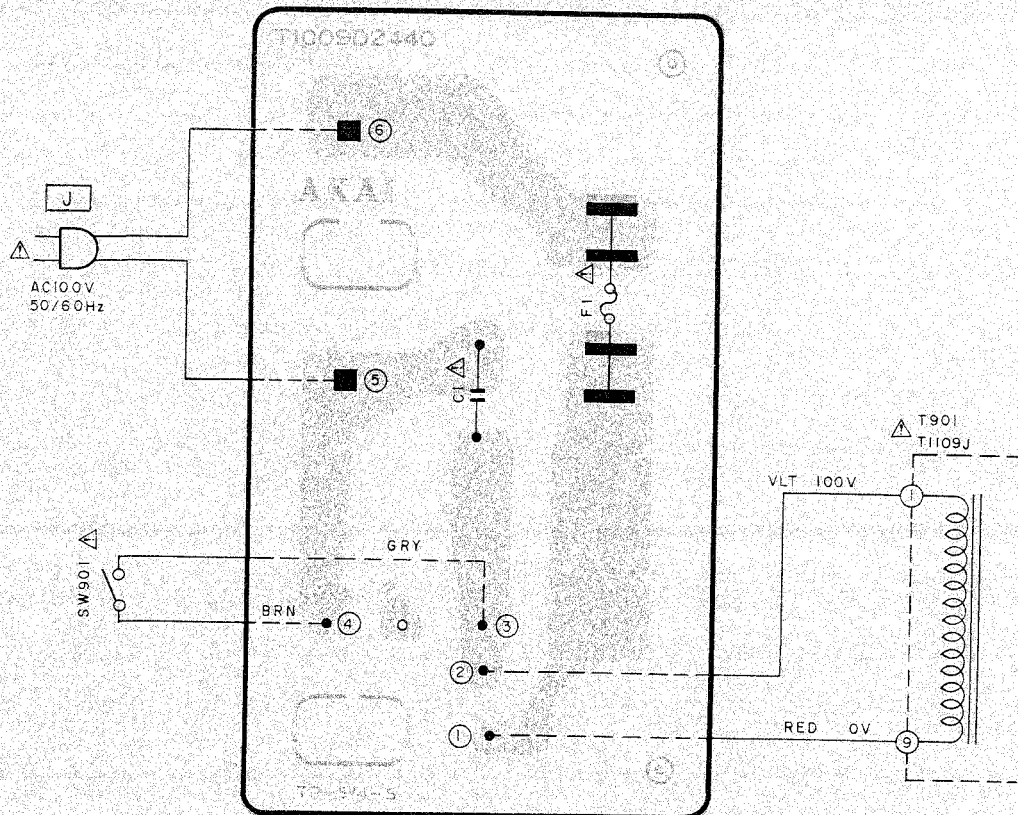 T1009D2440
6
AKAI
J
AC100V
50/60Hz
F1
5
C1
T901
T1109J
VLT 100V
1
SW901
GRY
BRN
4
3
2
1
RED 0V
9